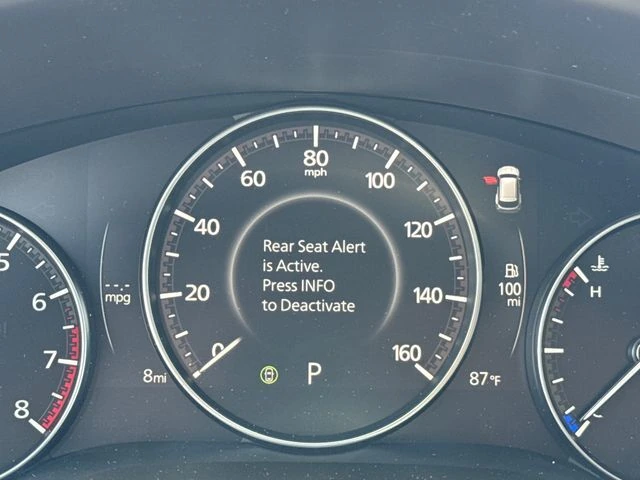 5
6
7
8
--.-
mpg
8mi
0
20
40
60
80
mph
100
120
140
160
Rear Seat Alert
is Active.
Press INFO
to Deactivate
P
100
mi
87°F
H